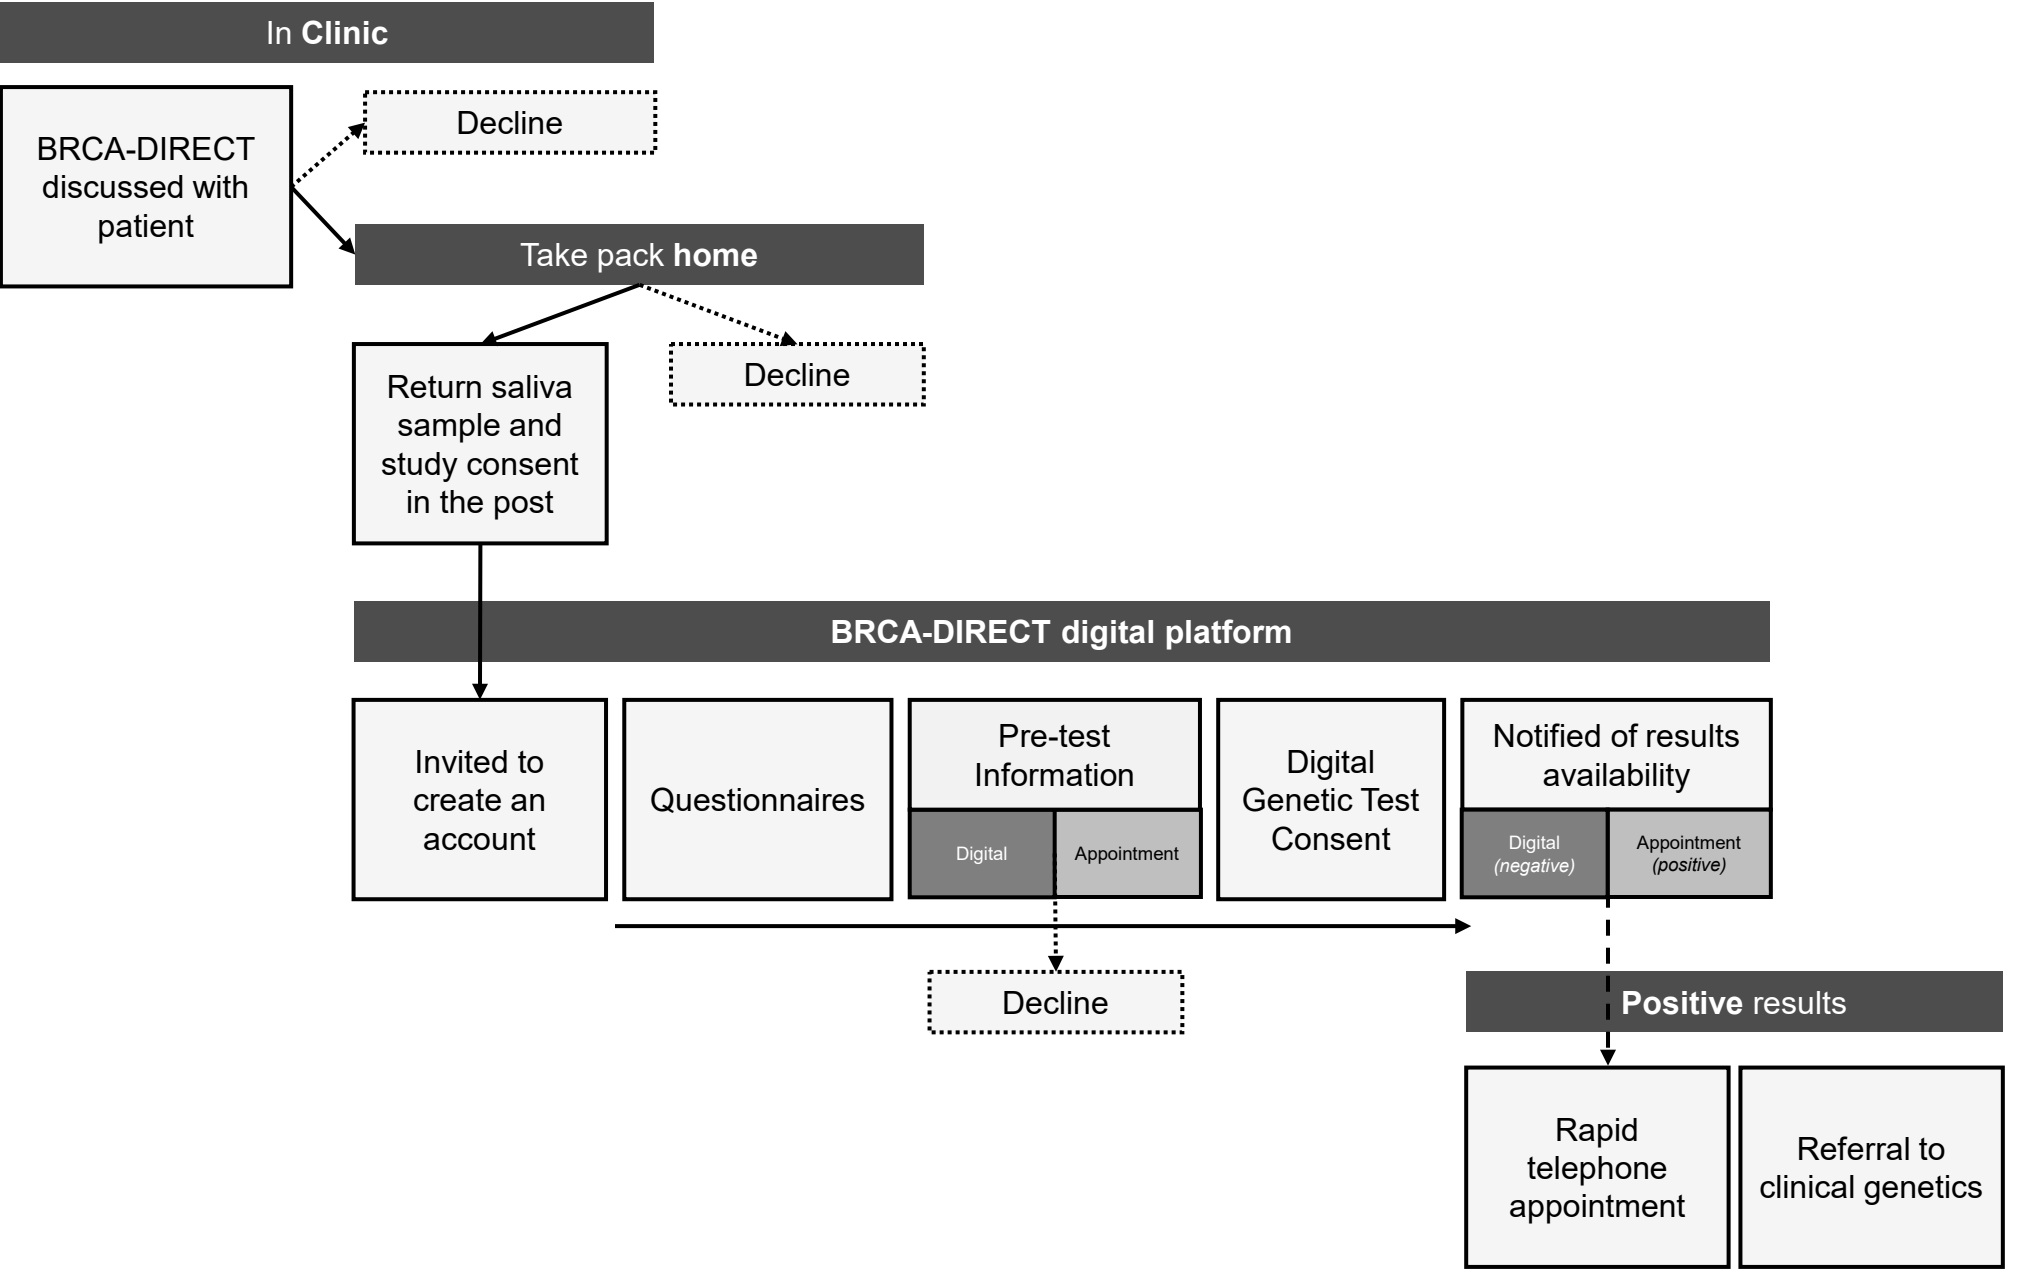 In Clinic
BRCA-DIRECT
discussed with
patient
Decline
Take pack home
Return saliva
sample and
study consent
in the post
Decline
BRCA-DIRECT digital platform
Invited to
create an
account
Questionnaires
Pre-test
Information
Digital
Appointment
Digital
Genetic Test
Consent
Notified of results
availability
Digital
(negative)
Appointment
(positive)
Decline
Positive results
Rapid
telephone
appointment
Referral to
clinical genetics